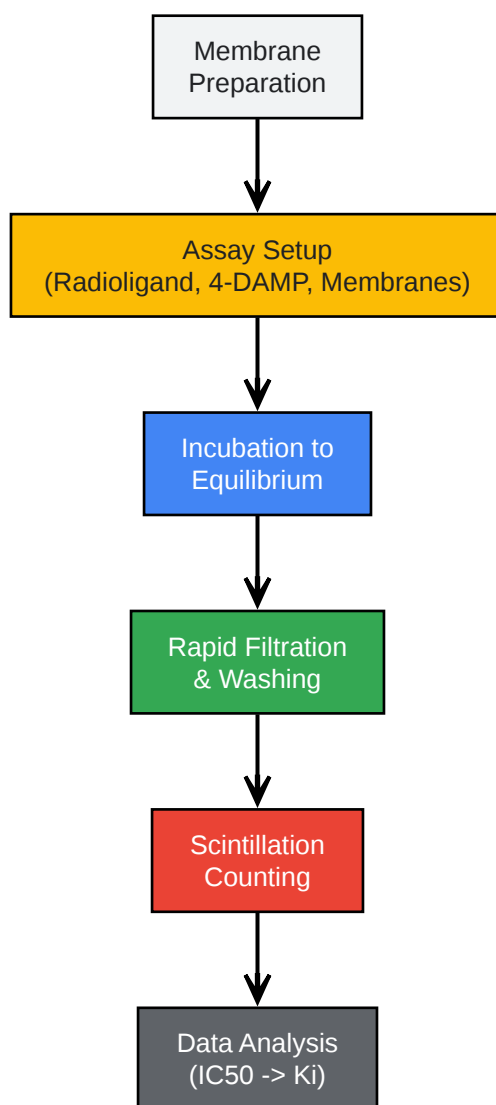 Membrane
Preparation
Assay Setup
(Radioligand, 4-DAMP, Membranes)
Incubation to
Equilibrium
Rapid Filtration
& Washing
Scintillation
Counting
Data Analysis
(IC50 -> Ki)